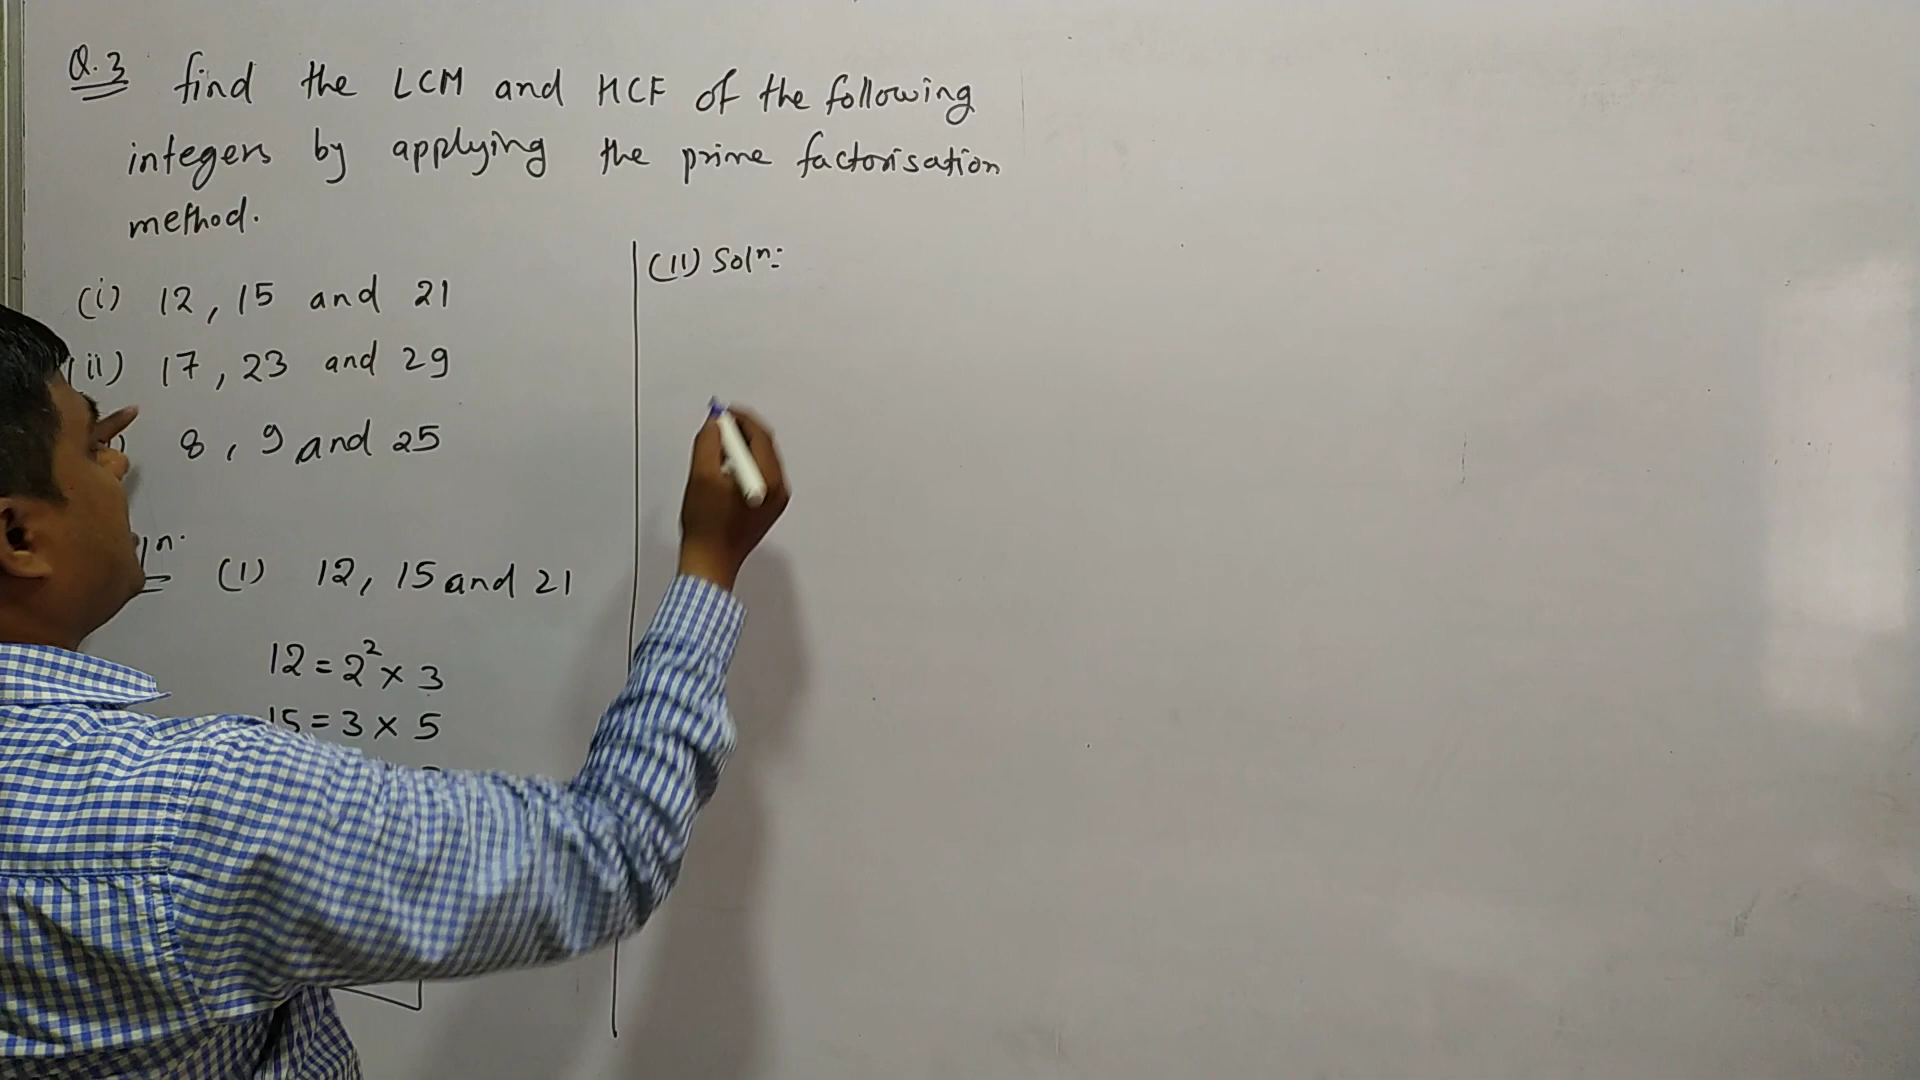 Q.3 find the LCM and HCF of the following
integers by applying the prime factorisation
method.
(i) 12, 15 and 21
ii) 17, 23 and 29
) 8, 9 and 25
ln. (1) 12, 15 and 21
12 = 2² × 3
15 = 3 × 5
(11) Solⁿ: